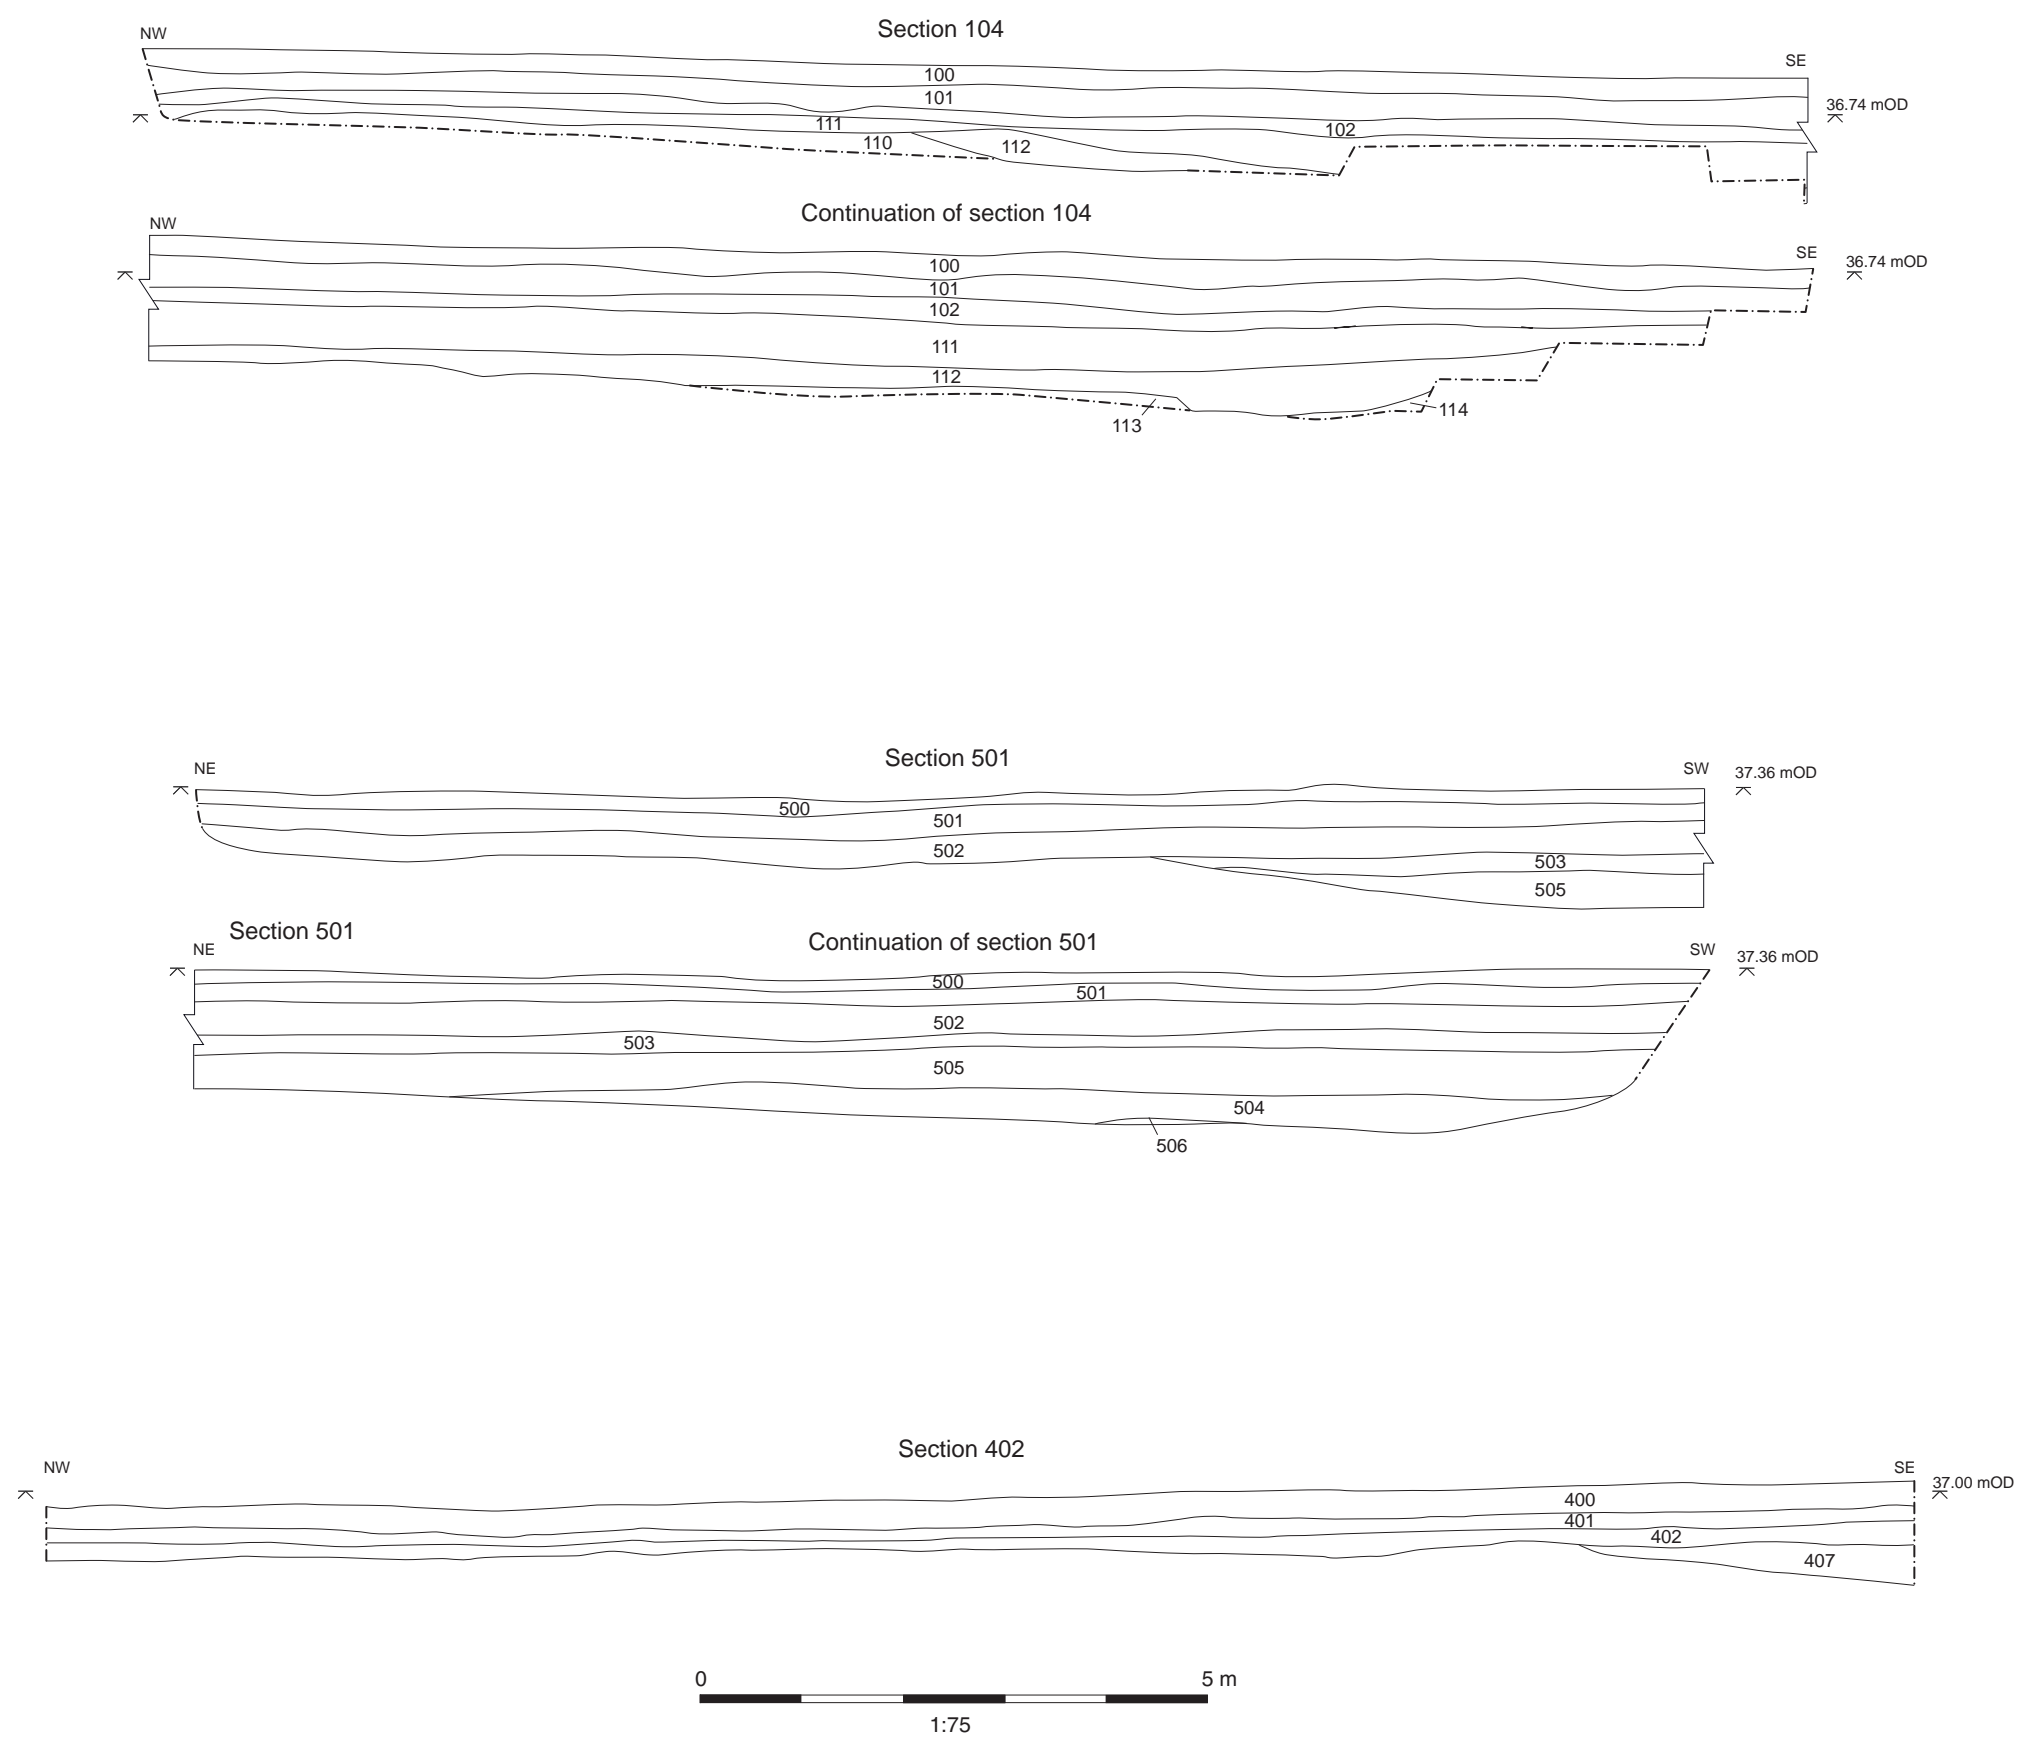 Section 104
NW
SE
100
101
36.74 mOD
111
102
110
112
Continuation of section 104
NW
SE
36.74 mOD
100
101
102
111
112
113
114
Section 501
NE
SW
37.36 mOD
500
501
502
503
505
Section 501
Continuation of section 501
NE
SW
37.36 mOD
500
501
502
503
505
504
506
Section 402
NW
SE
37.00 mOD
400
401
402
407
0 5 m
1:75